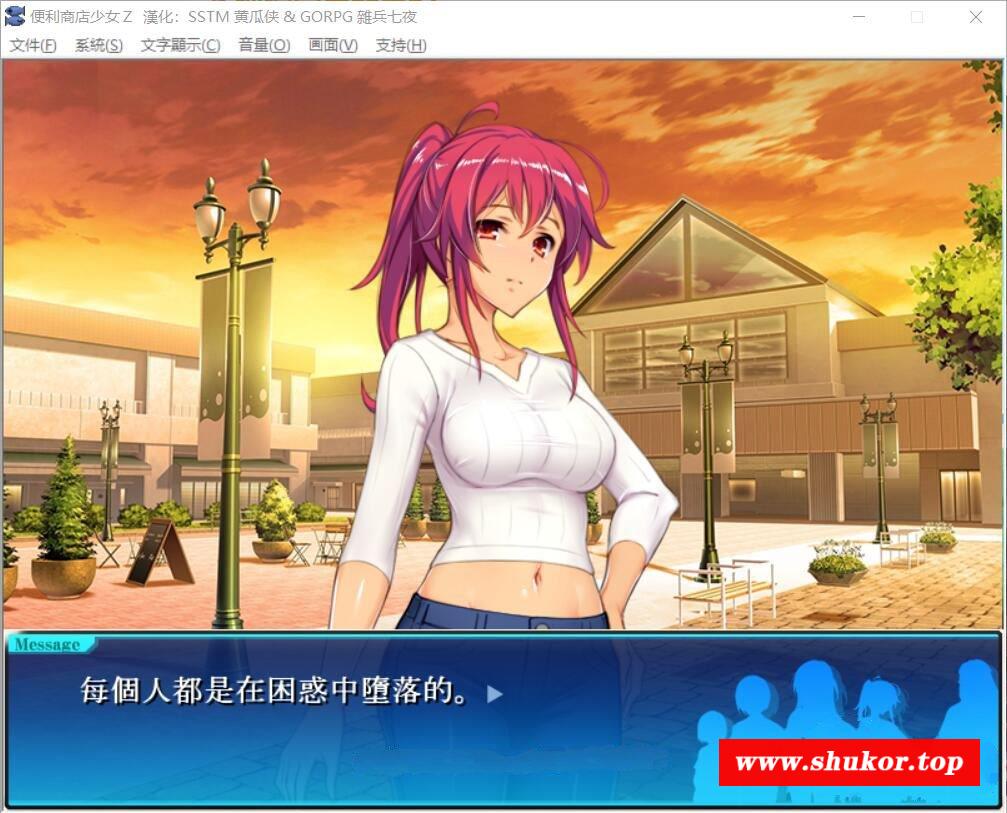 便利商店少女Z 漢化：SSTM 黄瓜侠 & GORPG 雜兵七夜
文件(F) 系統(S) 文字顯示(C) 音量(O) 画面(V) 支持(H)
Message
每個人都是在困惑中墮落的。
www.shukor.top